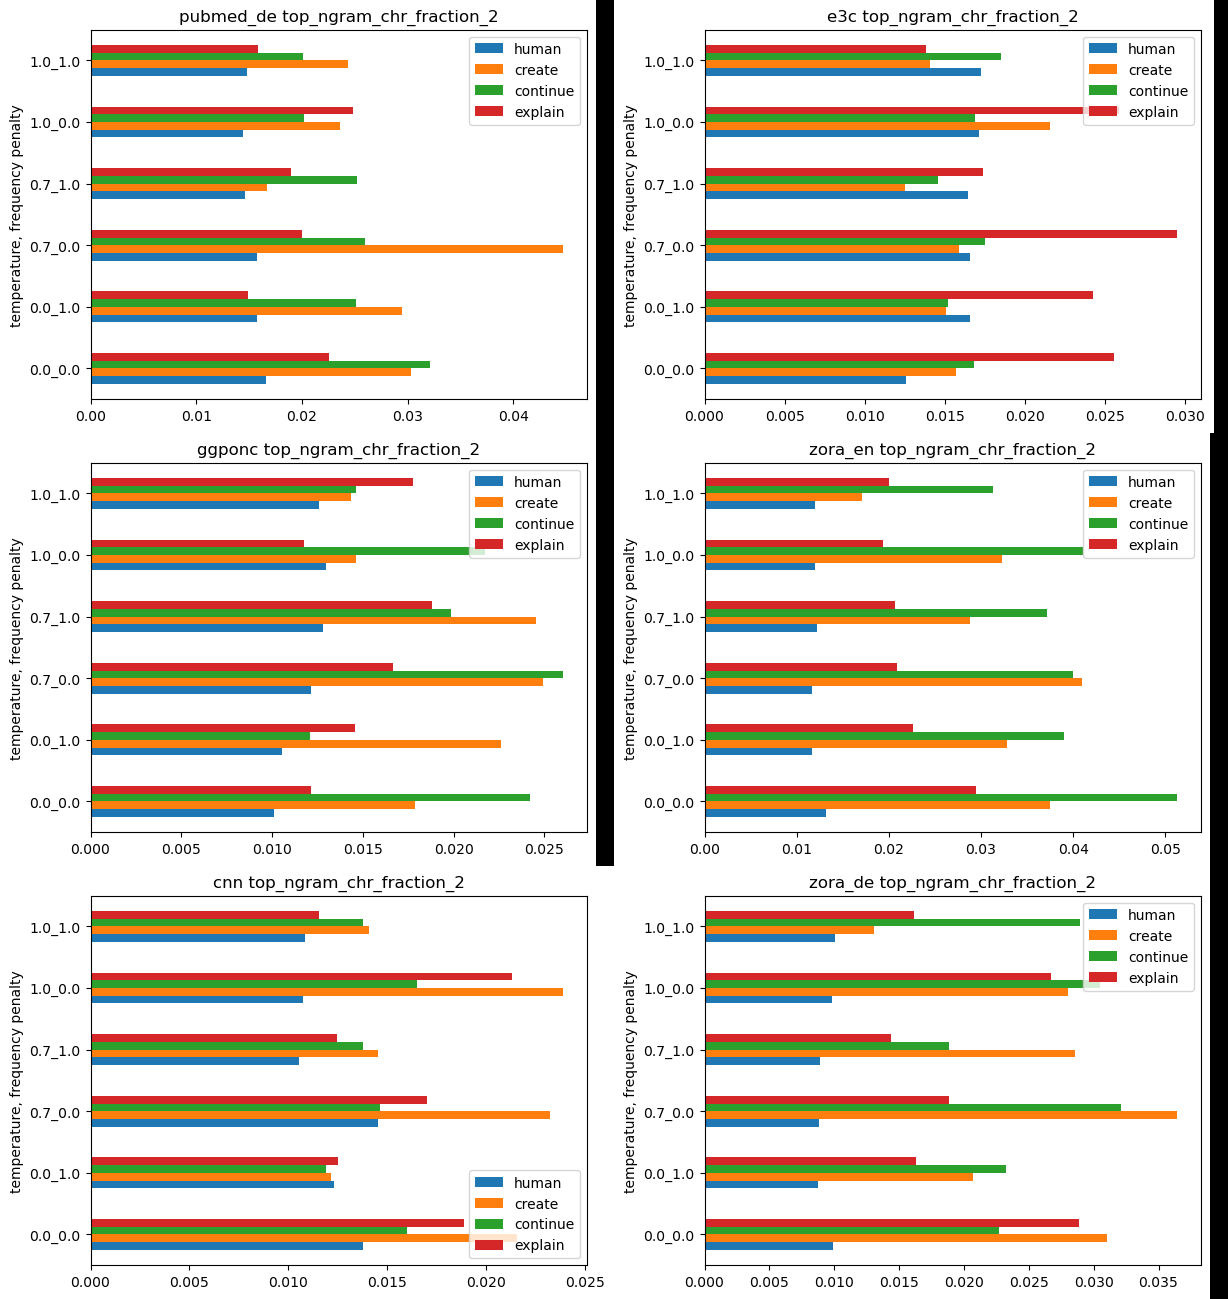 pubmed_de top_ngram_chr_fraction_2
temperature, frequency penalty
1.0_1.0
1.0_0.0
0.7_1.0
0.7_0.0
0.0_1.0
0.0_0.0
0.00 0.01 0.02 0.03 0.04
human
create
continue
explain
e3c top_ngram_chr_fraction_2
temperature, frequency penalty
1.0_1.0
1.0_0.0
0.7_1.0
0.7_0.0
0.0_1.0
0.0_0.0
0.000 0.005 0.010 0.015 0.020 0.025 0.030
human
create
continue
explain
ggponc top_ngram_chr_fraction_2
temperature, frequency penalty
1.0_1.0
1.0_0.0
0.7_1.0
0.7_0.0
0.0_1.0
0.0_0.0
0.000 0.005 0.010 0.015 0.020 0.025
human
create
continue
explain
zora_en top_ngram_chr_fraction_2
temperature, frequency penalty
1.0_1.0
1.0_0.0
0.7_1.0
0.7_0.0
0.0_1.0
0.0_0.0
0.00 0.01 0.02 0.03 0.04 0.05
human
create
continue
explain
cnn top_ngram_chr_fraction_2
temperature, frequency penalty
1.0_1.0
1.0_0.0
0.7_1.0
0.7_0.0
0.0_1.0
0.0_0.0
0.000 0.005 0.010 0.015 0.020 0.025
human
create
continue
explain
zora_de top_ngram_chr_fraction_2
temperature, frequency penalty
1.0_1.0
1.0_0.0
0.7_1.0
0.7_0.0
0.0_1.0
0.0_0.0
0.000 0.005 0.010 0.015 0.020 0.025 0.030 0.035
human
create
continue
explain